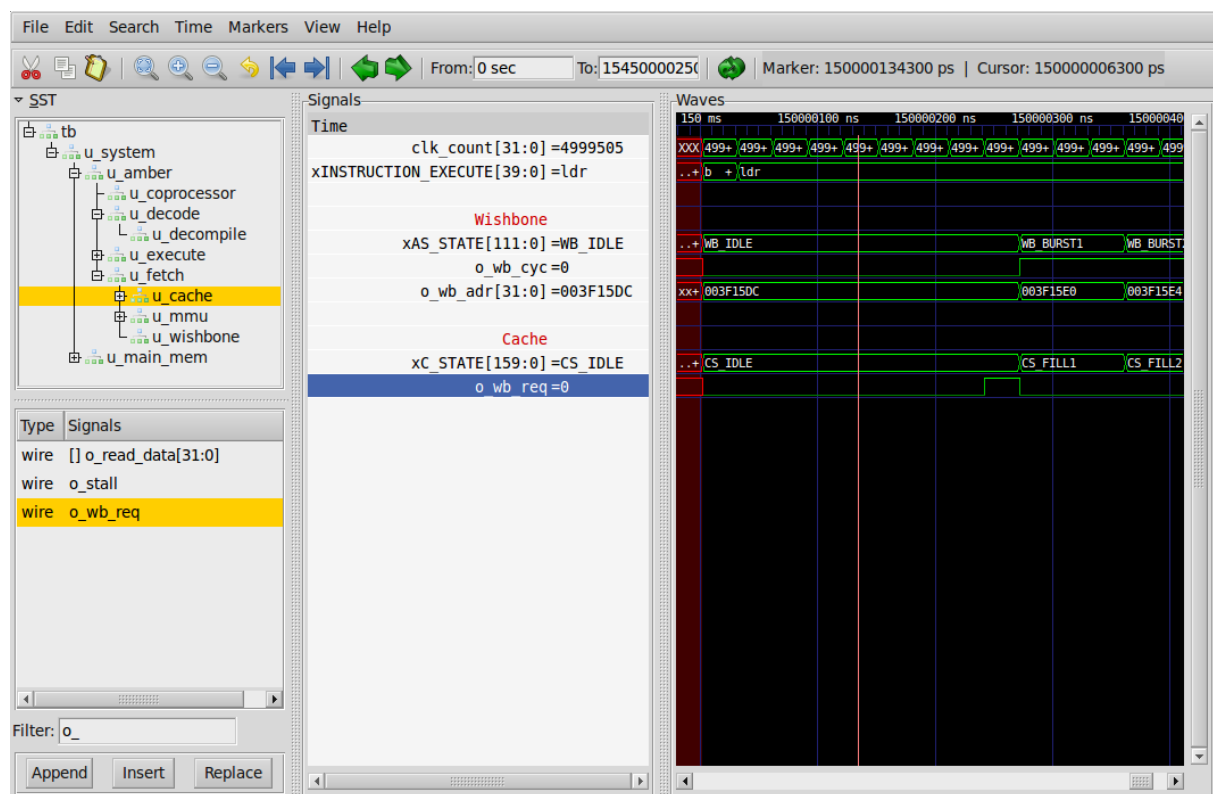 File Edit Search Time Markers View Help
From: 0 sec To: 1545000025( Marker: 150000134300 ps | Cursor: 150000006300 ps
SST
tb
u_system
u_amber
u_coprocessor
u_decode
u_decompile
u_execute
u_fetch
u_cache
u_mmu
u_wishbone
u_main_mem
Type Signals
wire [] o_read_data[31:0]
wire o_stall
wire o_wb_req
Filter: o_
Append Insert Replace
Signals
Time
clk_count[31:0] =4999505
xINSTRUCTION_EXECUTE[39:0] =ldr
Wishbone
xAS_STATE[111:0] =WB_IDLE
o_wb_cyc =0
o_wb_adr[31:0] =003F15DC
Cache
xC_STATE[159:0] =CS_IDLE
o_wb_req =0
Waves
150 ms 150000100 ns 150000200 ns 150000300 ns 15000040
XXX 499+ 499+ 499+ 499+ 499+ 499+ 499+ 499+ 499+ 499+ 499+ 499+ 499+ 499
..+ b + ldr
..+ WB_IDLE WB_BURST1 WB_BURST2
xx+ 003F15DC 003F15E0 003F15E4
..+ CS_IDLE CS_FILL1 CS_FILL2